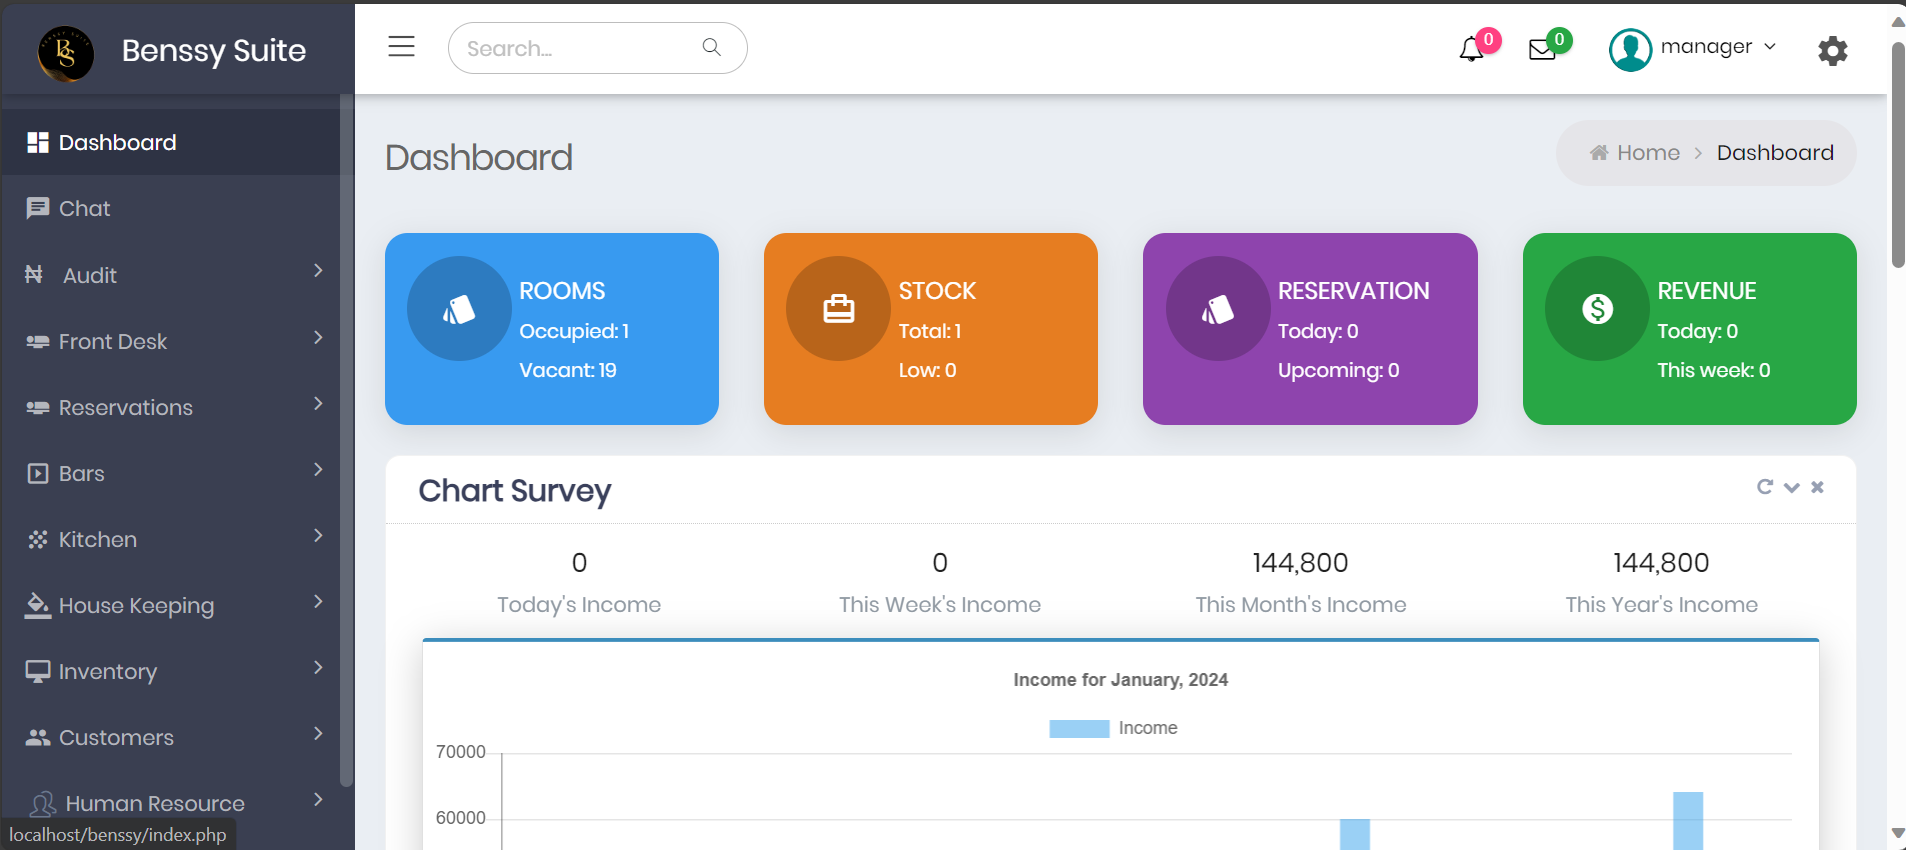 BS
Benssy Suite
Search...
0
0
manager
Dashboard
Chat
₦ Audit
Front Desk
Reservations
Bars
Kitchen
House Keeping
Inventory
Customers
Human Resource
localhost/benssy/index.php
Dashboard
Home > Dashboard
ROOMS
Occupied: 1
Vacant: 19
STOCK
Total: 1
Low: 0
RESERVATION
Today: 0
Upcoming: 0
REVENUE
Today: 0
This week: 0
Chart Survey
0
Today's Income
0
This Week's Income
144,800
This Month's Income
144,800
This Year's Income
Income for January, 2024
Income
70000
60000